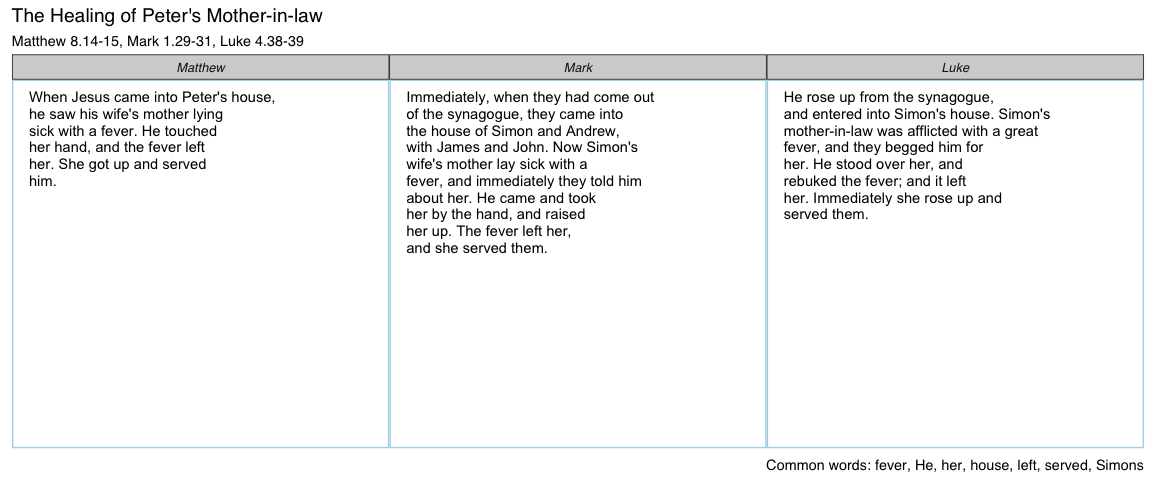 The Healing of Peter's Mother-in-law
Matthew 8.14-15, Mark 1.29-31, Luke 4.38-39
Matthew
Mark
Luke
When Jesus came into Peter's house,
he saw his wife's mother lying
sick with a fever. He touched
her hand, and the fever left
her. She got up and served
him.
Immediately, when they had come out
of the synagogue, they came into
the house of Simon and Andrew,
with James and John. Now Simon's
wife's mother lay sick with a
fever, and immediately they told him
about her. He came and took
her by the hand, and raised
her up. The fever left her,
and she served them.
He rose up from the synagogue,
and entered into Simon's house. Simon's
mother-in-law was afflicted with a great
fever, and they begged him for
her. He stood over her, and
rebuked the fever; and it left
her. Immediately she rose up and
served them.
Common words: fever, He, her, house, left, served, Simons